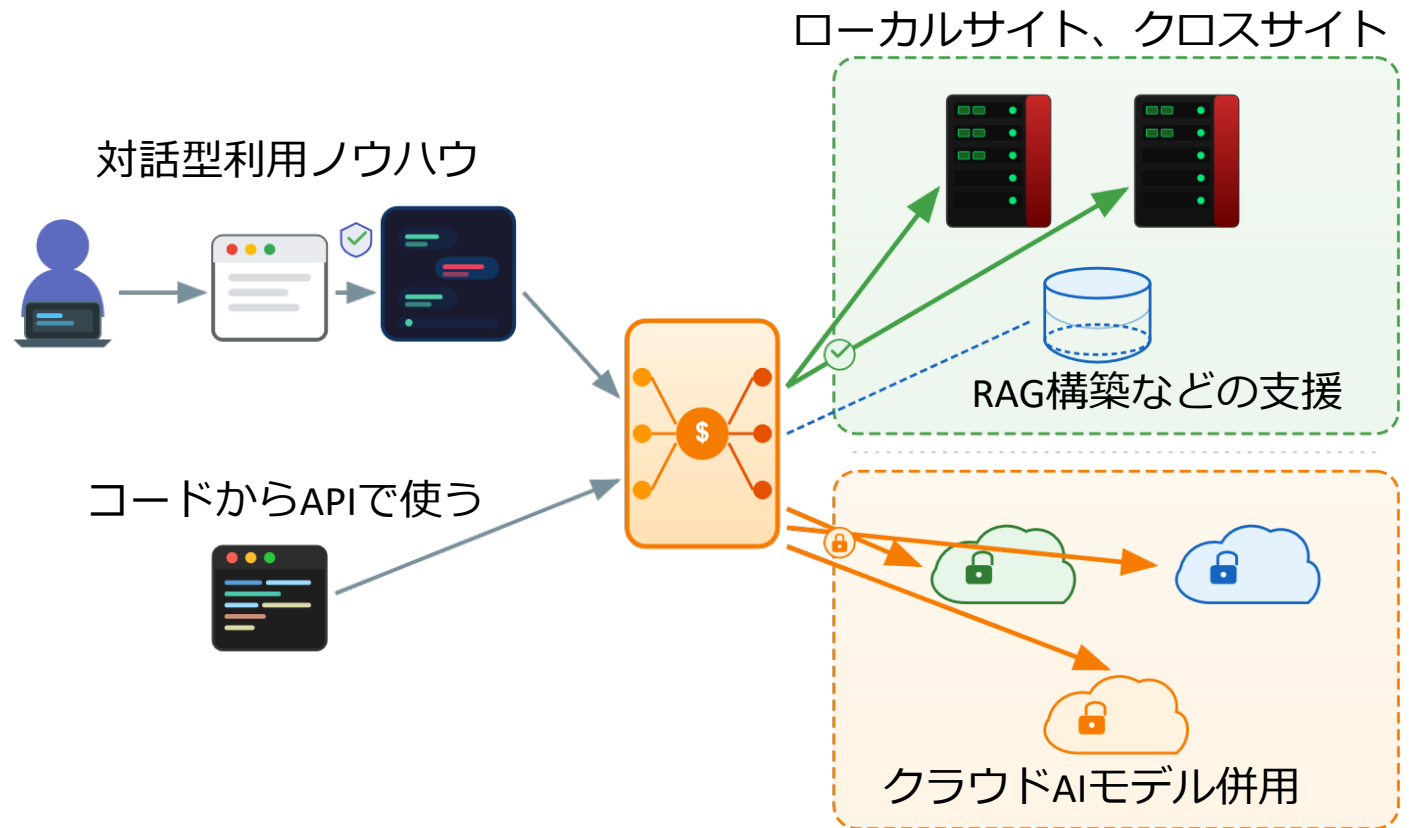 ローカルサイト、クロスサイト
対話型利用ノウハウ
$
RAG構築などの支援
コードからAPIで使う
クラウドAIモデル併用